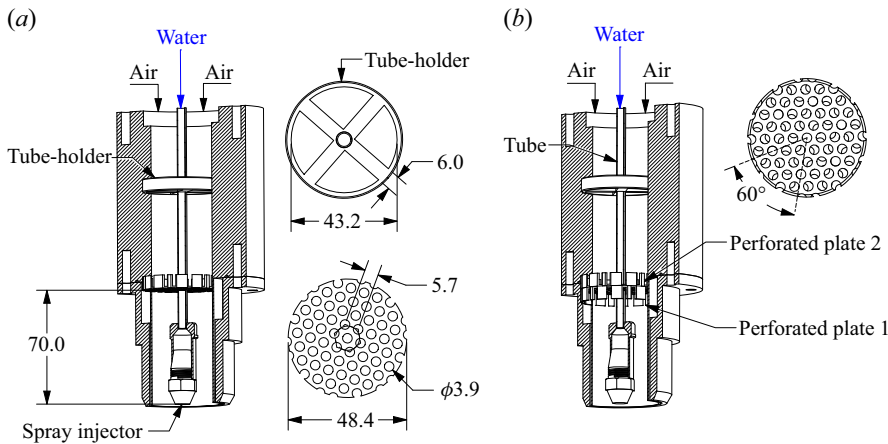 (a)
Water
Air
Air
Tube-holder
Tube-holder
6.0
43.2
5.7
70.0
ϕ3.9
48.4
Spray injector
(b)
Water
Air
Air
Tube
60°
Perforated plate 2
Perforated plate 1